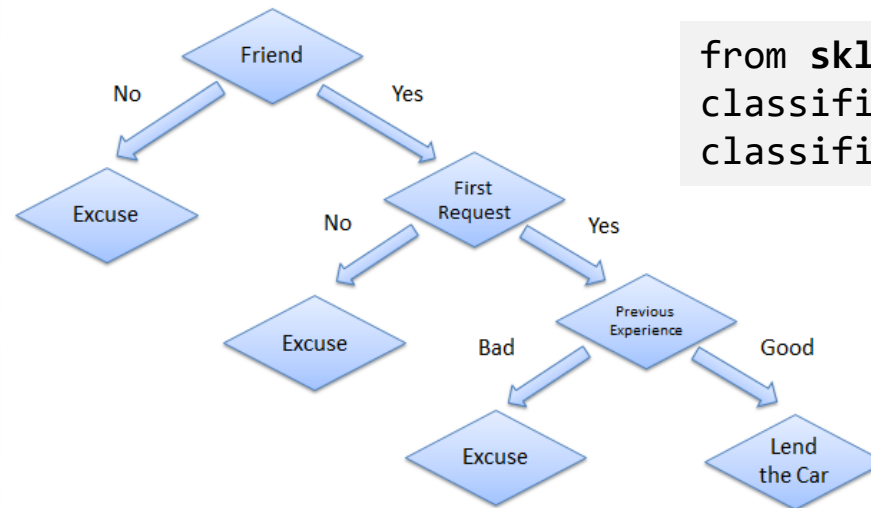 Friend
from skl
classifi
classifi
No
Yes
Excuse
First
Request
No
Yes
Excuse
Previous
Experience
Bad
Good
Excuse
Lend
the Car